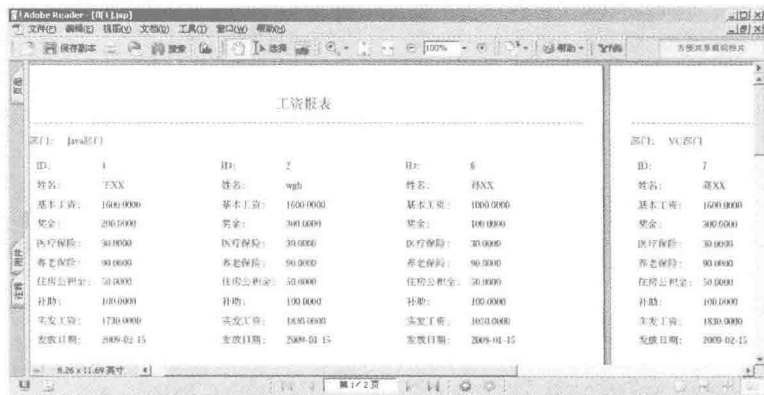 Adobe Reader - [
文件(F) 编辑(E) 视图(V) 文档(D) 工具(T) 窗口(W) 帮助(H)
保存副本 搜索 选择 100% 帮助
页面
工资报表
部门: Java部门 部门: VC部门
ID: 1 ID: 2 ID: 6 ID: 7
姓名: 王XX 姓名: wgh 姓名: 孙XX 姓名:
基本工资: 1600.0000 基本工资: 1600.0000 基本工资: 1000.0000 基本工资: 1600.0000
奖金: 200.0000 奖金: 300.0000 奖金: 100.0000 奖金: 300.0000
医疗保险: 30.0000 医疗保险: 30.0000 医疗保险: 30.0000 医疗保险: 30.0000
养老保险: 90.0000 养老保险: 90.0000 养老保险: 90.0000 养老保险: 90.0000
住房公积金: 50.0000 住房公积金: 50.0000 住房公积金: 50.0000 住房公积金: 50.0000
补助: 100.0000 补助: 100.0000 补助: 100.0000 补助: 100.0000
实发工资: 1730.0000 实发工资: 1830.0000 实发工资: 实发工资: 1830.0000
发放日期: 2009-02-15 发放日期: 2009-01-15 发放日期: 2009-01-15 发放日期: 2009-02-15
附件
注释
8.26 x 11.69 英寸
第 1 / 2 页